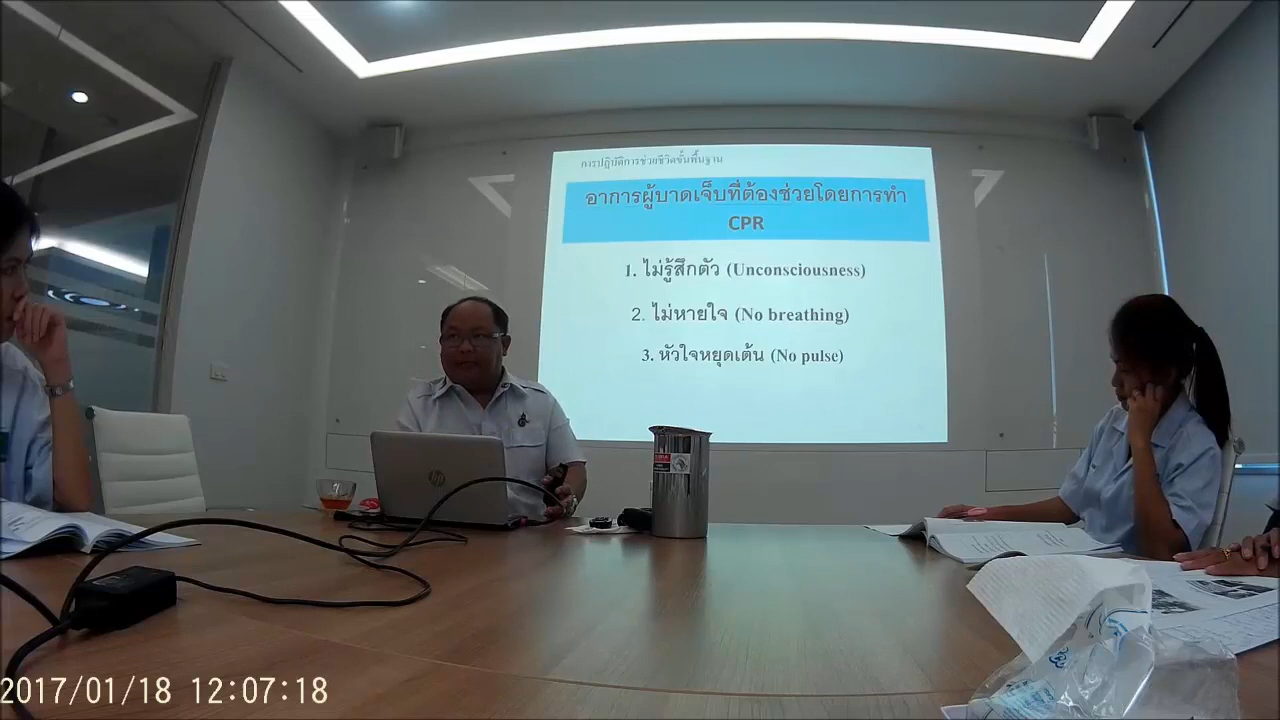 การปฏิบัติการช่วยชีวิตขั้นพื้นฐาน
อาการผู้บาดเจ็บที่ต้องช่วยโดยการทำ
CPR
1. ไม่รู้สึกตัว (Unconsciousness)
2. ไม่หายใจ (No breathing)
3. หัวใจหยุดเต้น (No pulse)
hp
2017/01/18 12:07:18